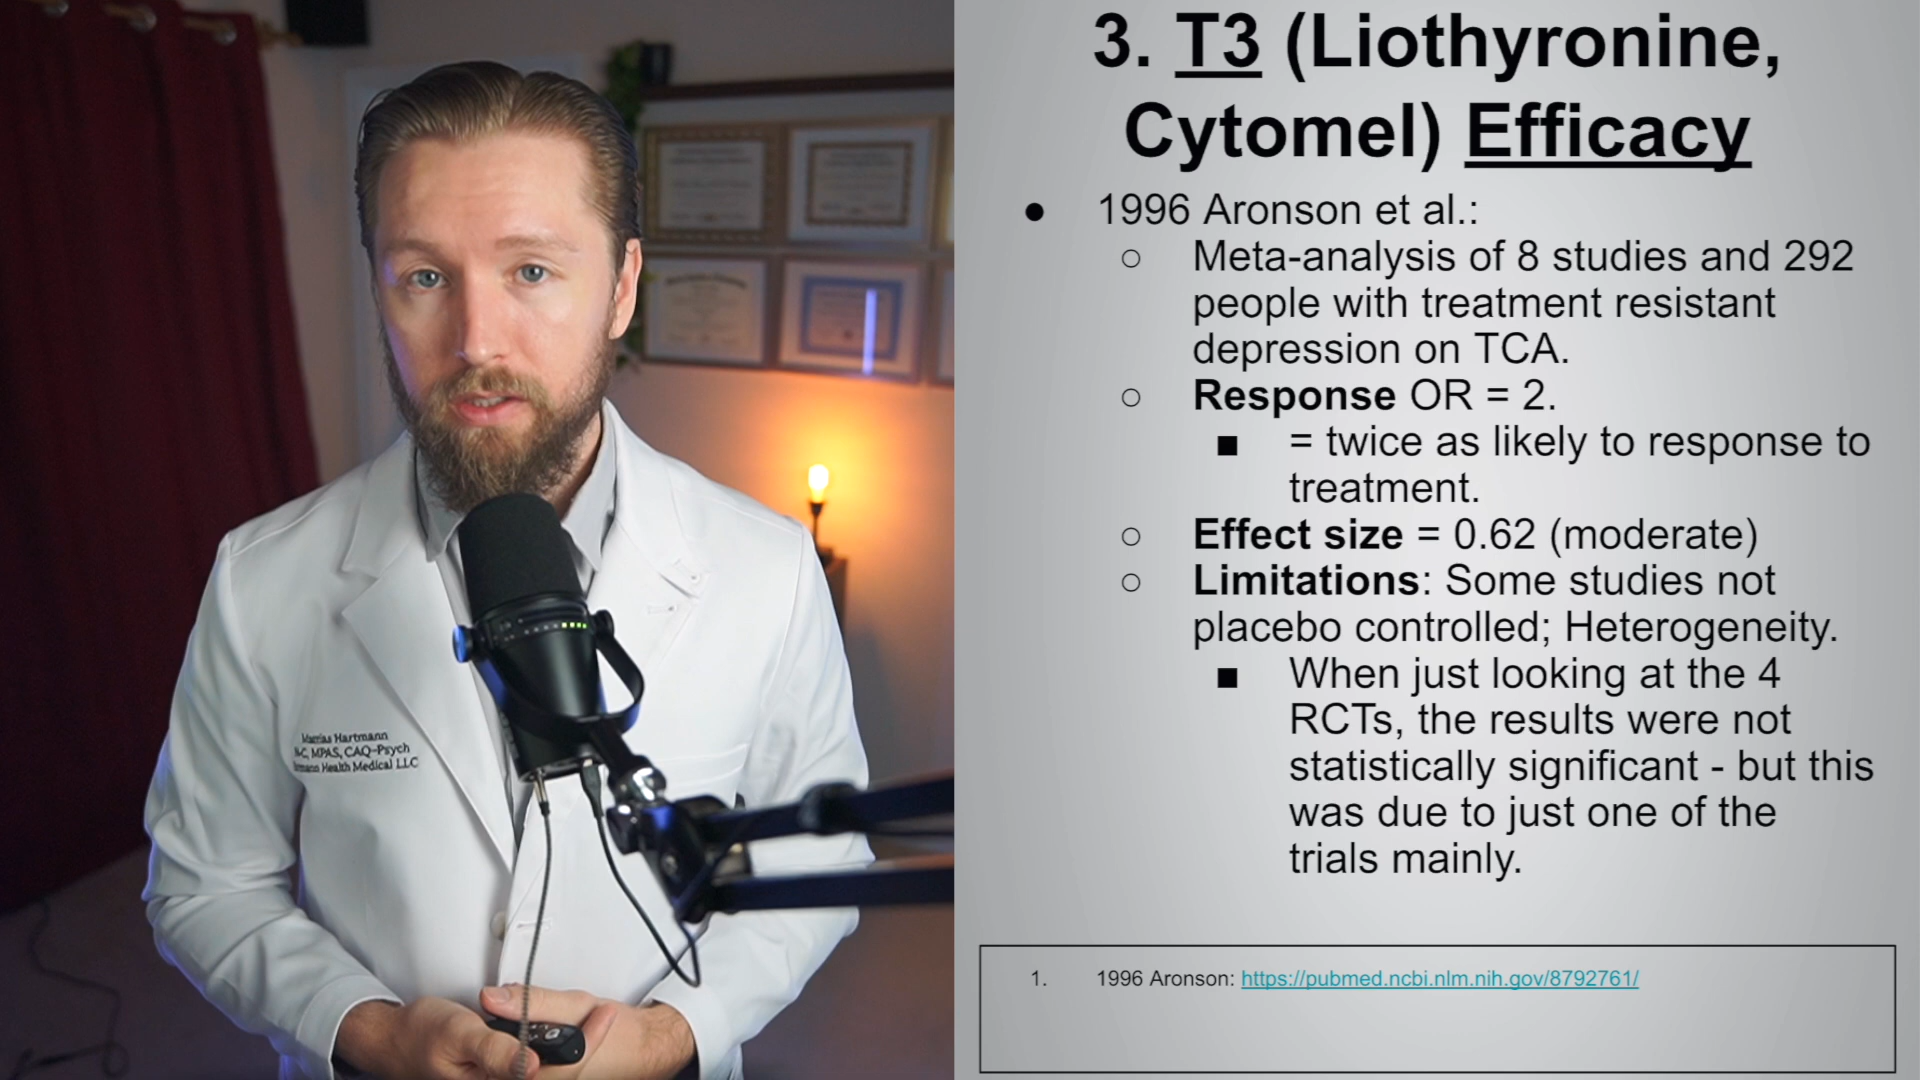 3. T3 (Liothyronine,
Cytomel) Efficacy
● 1996 Aronson et al.:
○ Meta-analysis of 8 studies and 292
people with treatment resistant
depression on TCA.
○ Response OR = 2.
■ = twice as likely to response to
treatment.
○ Effect size = 0.62 (moderate)
○ Limitations: Some studies not
placebo controlled; Heterogeneity.
■ When just looking at the 4
RCTs, the results were not
statistically significant - but this
was due to just one of the
trials mainly.
1. 1996 Aronson: https://pubmed.ncbi.nlm.nih.gov/8792761/
Hartmann
MPAS, CAQ-Psych
Health Medical LLC